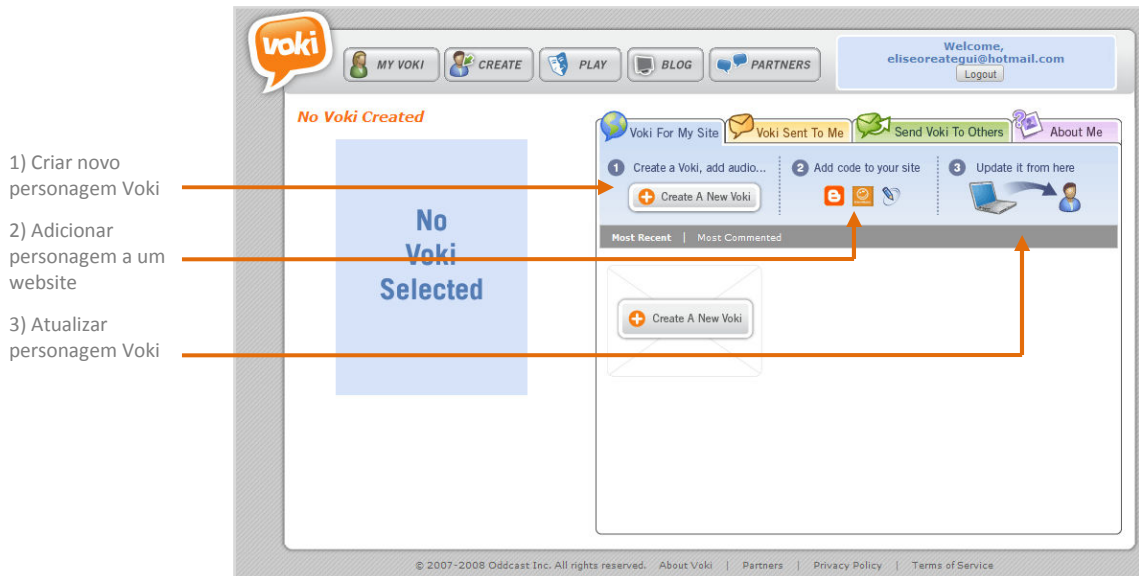 voki
MY VOKI
CREATE
PLAY
BLOG
PARTNERS
Welcome,
eliseoreategui@hotmail.com
Logout
No Voki Created
Voki For My Site
Voki Sent To Me
Send Voki To Others
About Me
1) Criar novo
personagem Voki
2) Adicionar
personagem a um
website
3) Atualizar
personagem Voki
1 Create a Voki, add audio...
Create A New Voki
2 Add code to your site
3 Update it from here
Most Recent | Most Commented
No
Voki
Selected
Create A New Voki
© 2007-2008 Oddcast Inc. All rights reserved. About Voki | Partners | Privacy Policy | Terms of Service